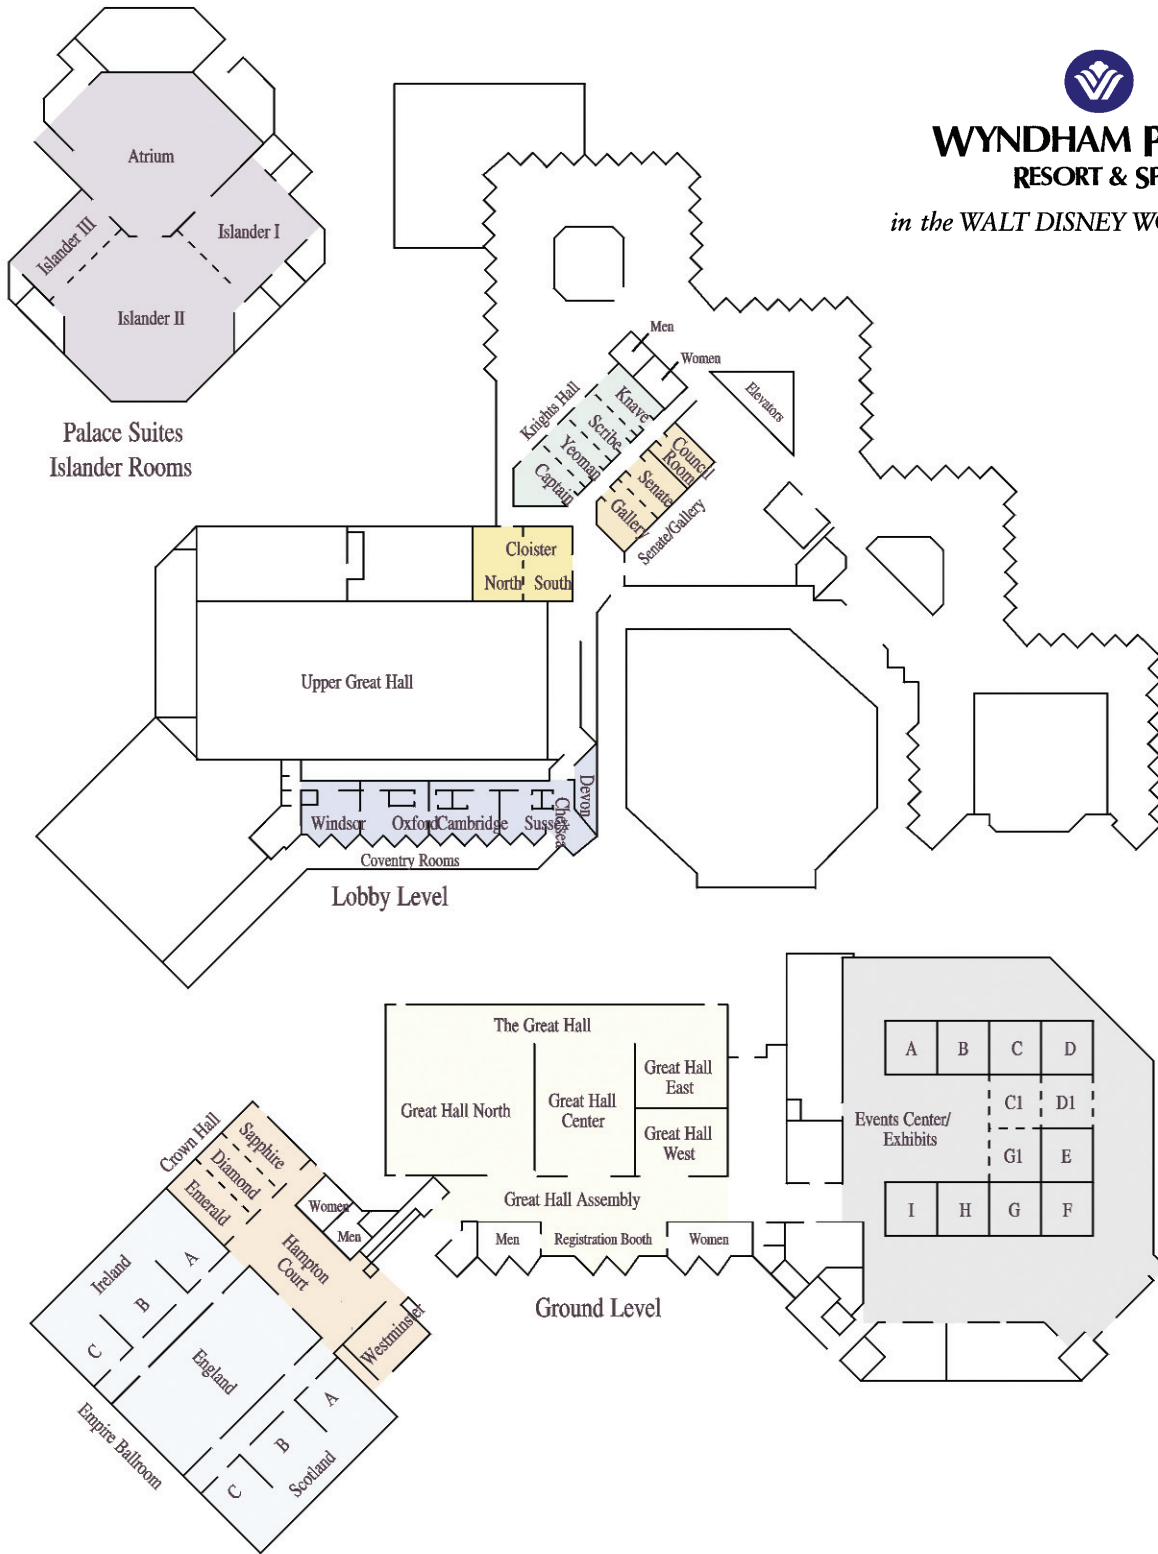 WYNDHAM P
RESORT & SP
in the WALT DISNEY WO
Atrium
Islander I
Islander III
Islander II
Palace Suites
Islander Rooms
Men
Women
Elevators
Knights Hall
Knave
Scribe
Yeoman
Captain
Council
Room
Senate
Gallery
Senate/Gallery
Cloister
North
South
Upper Great Hall
Devon
Chelsea
Windsor
Oxford
Cambridge
Sussex
Coventry Rooms
Lobby Level
The Great Hall
Great Hall North
Great Hall
Center
Great Hall
East
Great Hall
West
Great Hall Assembly
Men
Registration Booth
Women
Ground Level
Events Center/
Exhibits
A
B
C
D
C1
D1
G1
E
I
H
G
F
Crown Hall
Sapphire
Diamond
Emerald
Women
Men
Hampton
Court
Westminster
Ireland
A
B
C
England
A
B
C
Scotland
Empire Ballroom